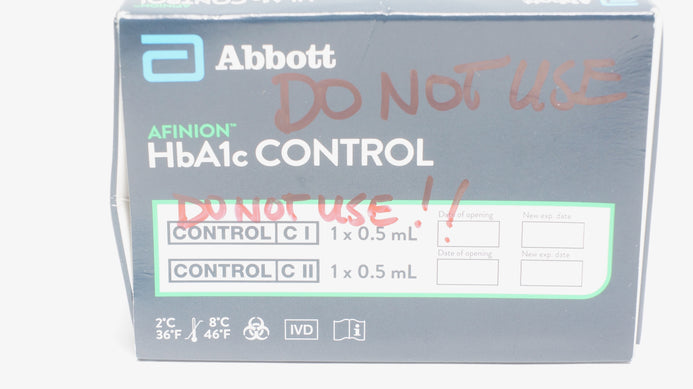 Abbott
DO NOT USE
AFINION™
HbA1c CONTROL
DO NOT USE!!
Date of opening New exp. date
CONTROL C I 1 x 0.5 mL
Date of opening New exp. date
CONTROL C II 1 x 0.5 mL
2°C 8°C
36°F 46°F
IVD
i